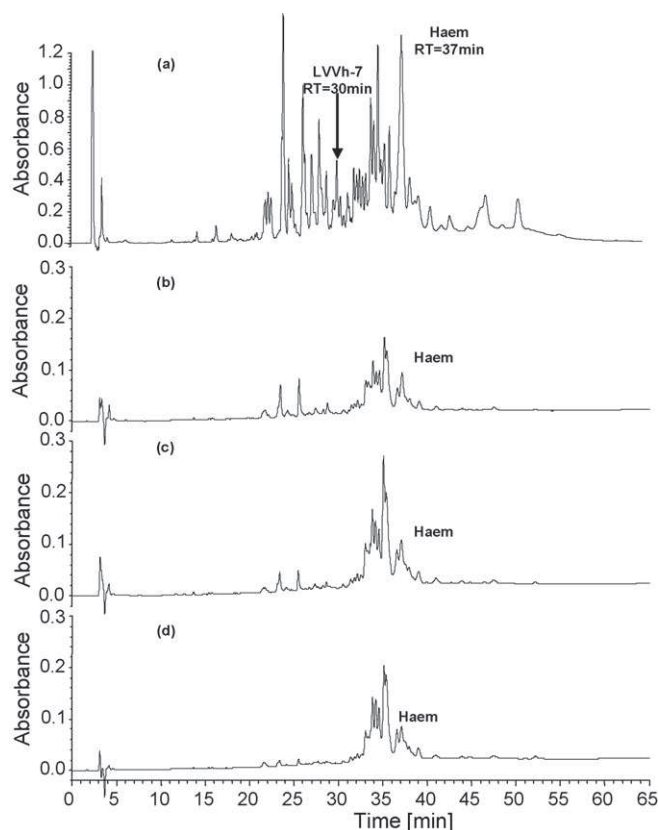 (a)
Haem
RT=37min
LVVh-7
RT=30min
Absorbance
1.2
1.0
0.8
0.6
0.4
0.2
0.0
(b)
Haem
Absorbance
0.3
0.2
0.1
0.0
(c)
Haem
Absorbance
0.3
0.2
0.1
0.0
(d)
Haem
Absorbance
0.3
0.2
0.1
0.0
0 5 10 15 20 25 30 35 40 45 50 55 60 65
Time [min]